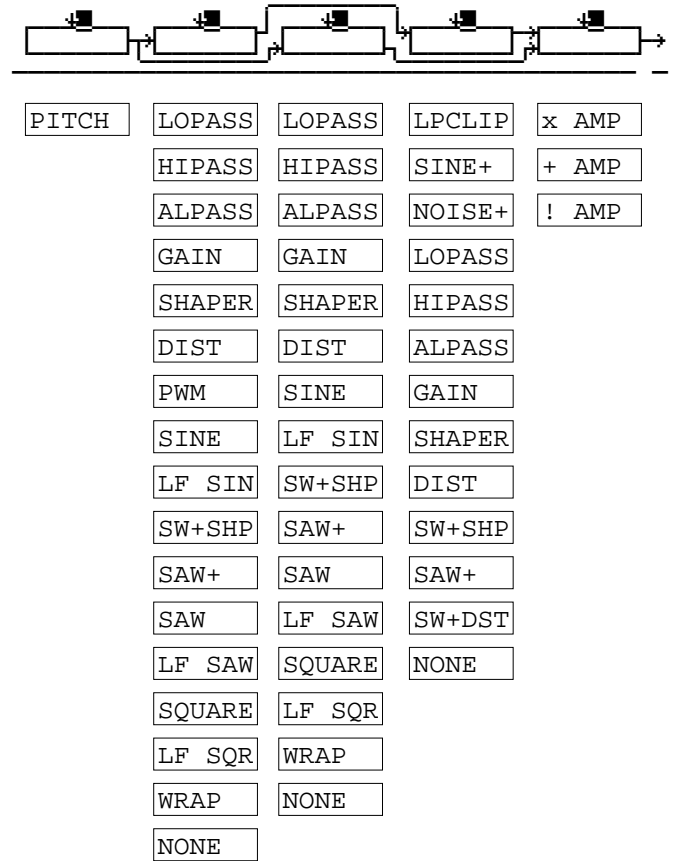 PITCH LOPASS LOPASS LPCLIP x AMP
HIPASS HIPASS SINE+ + AMP
ALPASS ALPASS NOISE+ ! AMP
GAIN GAIN LOPASS
SHAPER SHAPER HIPASS
DIST DIST ALPASS
PWM SINE GAIN
SINE LF SIN SHAPER
LF SIN SW+SHP DIST
SW+SHP SAW+ SW+SHP
SAW+ SAW SAW+
SAW LF SAW SW+DST
LF SAW SQUARE NONE
SQUARE LF SQR
LF SQR WRAP
WRAP NONE
NONE